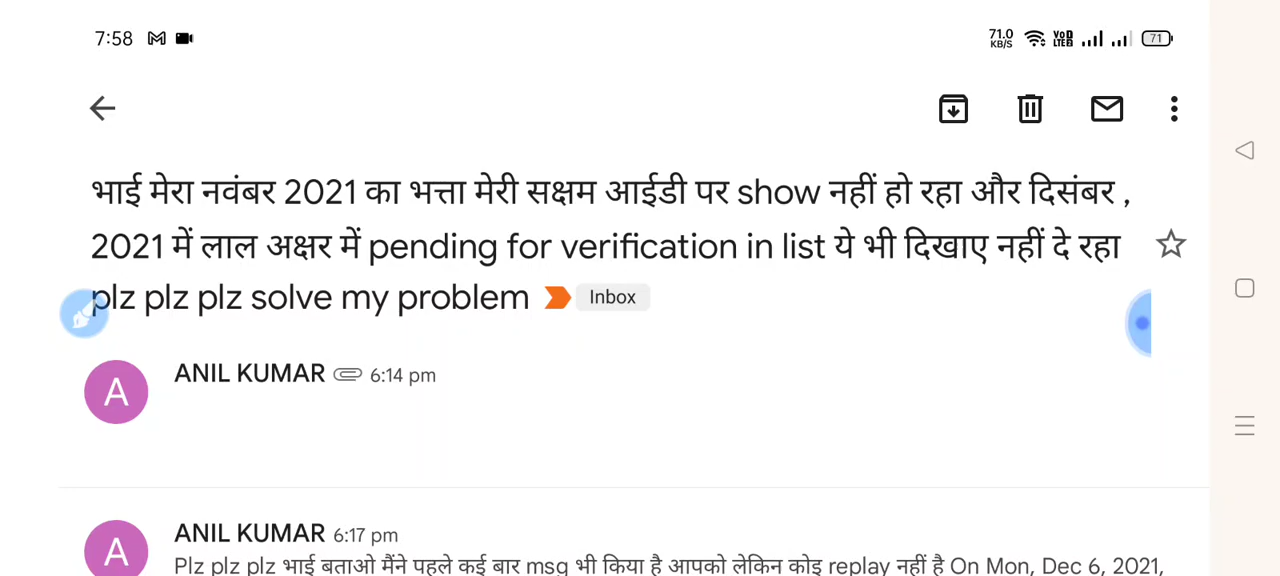 7:58 71.0 KB/S VoD LTE 71
भाई मेरा नवंबर 2021 का भत्ता मेरी सक्षम आईडी पर show नहीं हो रहा और दिसंबर ,
2021 में लाल अक्षर में pending for verification in list ये भी दिखाए नहीं दे रहा
plz plz plz solve my problem Inbox
A ANIL KUMAR 6:14 pm
A ANIL KUMAR 6:17 pm
Plz plz plz भाई बताओ मैंने पहले कई बार msg भी किया है आपको लेकिन कोइ replay नहीं है On Mon, Dec 6, 2021,